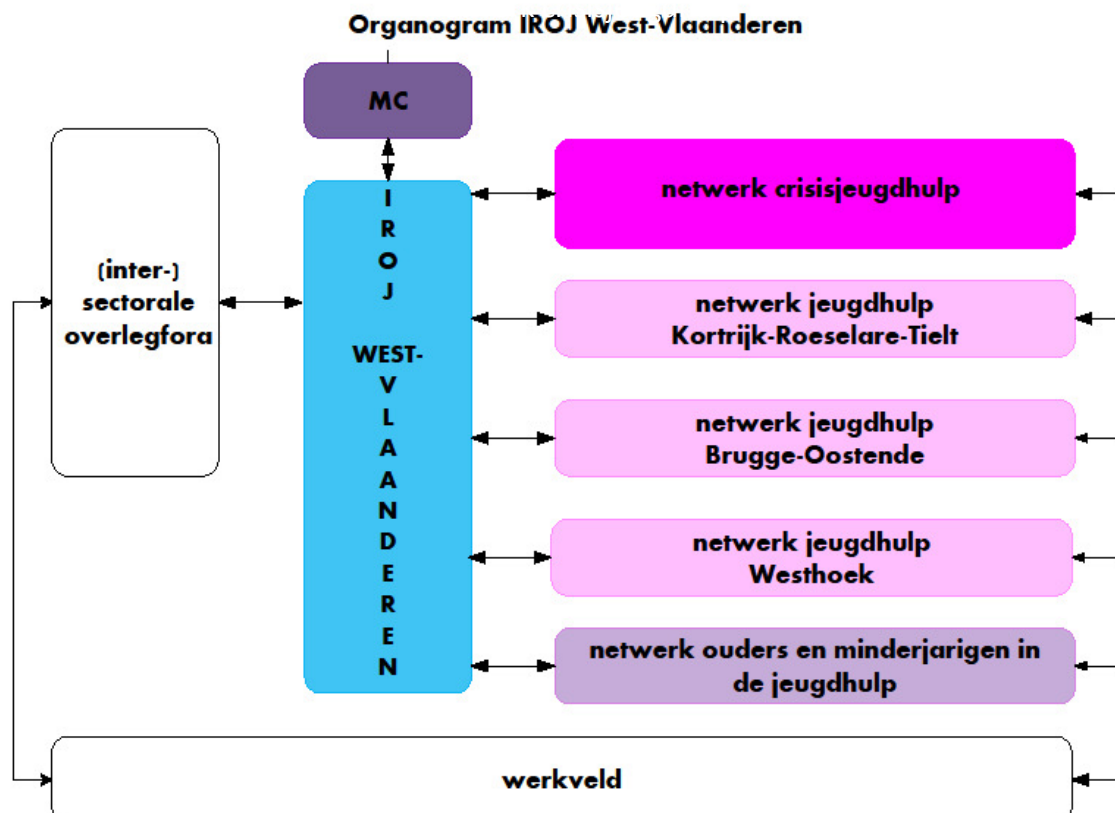 Organogram IROJ West-Vlaanderen
MC
(inter-)
sectorale
overlegfora
I
R
O
J
WEST-
V
L
A
A
N
D
E
R
E
N
netwerk crisisjeugdhulp
netwerk jeugdhulp
Kortrijk-Roeselare-Tielt
netwerk jeugdhulp
Brugge-Oostende
netwerk jeugdhulp
Westhoek
netwerk ouders en minderjarigen in
de jeugdhulp
werkveld